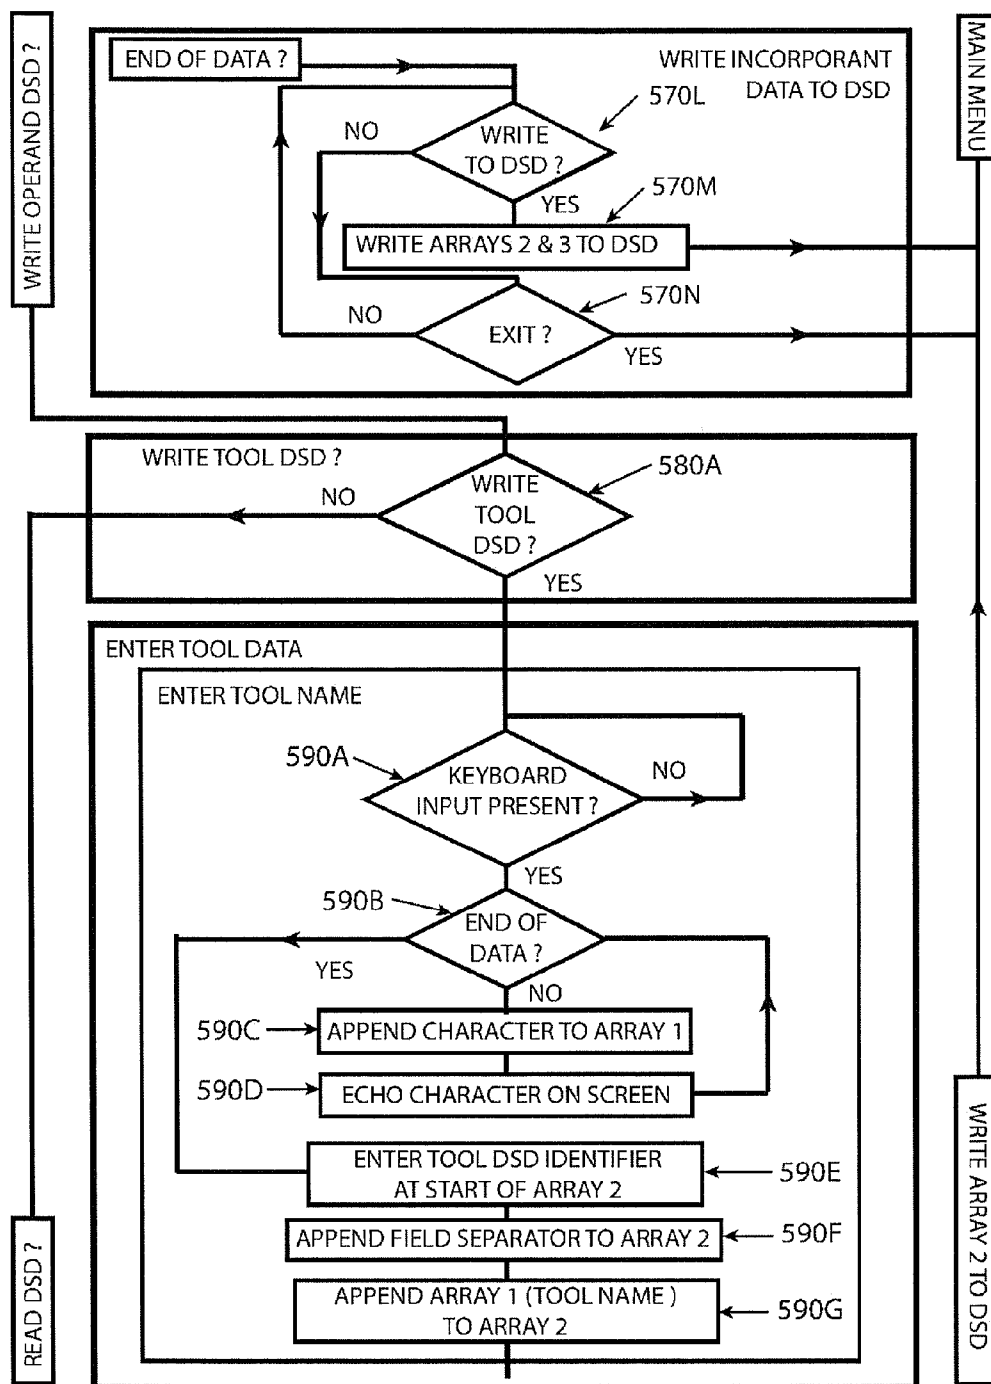 WRITE OPERAND DSD ?
END OF DATA ?
WRITE INCORPORANT
DATA TO DSD
MAIN MENU
570L
NO
WRITE
TO DSD ?
YES
570M
WRITE ARRAYS 2 & 3 TO DSD
570N
NO
EXIT ?
YES
WRITE TOOL DSD ?
580A
NO
WRITE
TOOL
DSD ?
YES
ENTER TOOL DATA
ENTER TOOL NAME
590A
KEYBOARD
INPUT PRESENT ?
NO
YES
590B
END OF
DATA ?
YES
NO
590C
APPEND CHARACTER TO ARRAY 1
590D
ECHO CHARACTER ON SCREEN
ENTER TOOL DSD IDENTIFIER
AT START OF ARRAY 2
590E
APPEND FIELD SEPARATOR TO ARRAY 2
590F
APPEND ARRAY 1 (TOOL NAME )
TO ARRAY 2
590G
READ DSD ?
WRITE ARRAY 2 TO DSD